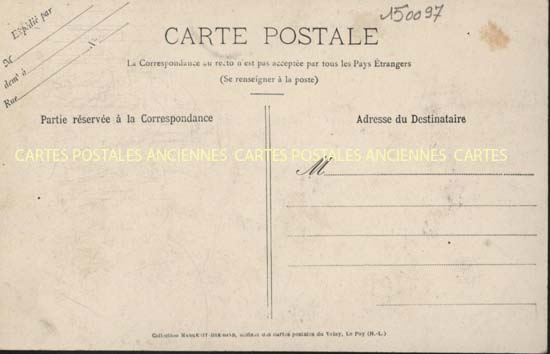 150097
Expédié par
M
demt à
Rue N°
CARTE POSTALE
La Correspondance au recto n'est pas acceptée par tous les Pays Étrangers
(Se renseigner à la poste)
Partie réservée à la Correspondance
Adresse du Destinataire
CARTES POSTALES ANCIENNES CARTES POSTALES ANCIENNES CARTES
M
Collection éditeur des cartes postales du Velay, Le Puy (H.-L.)